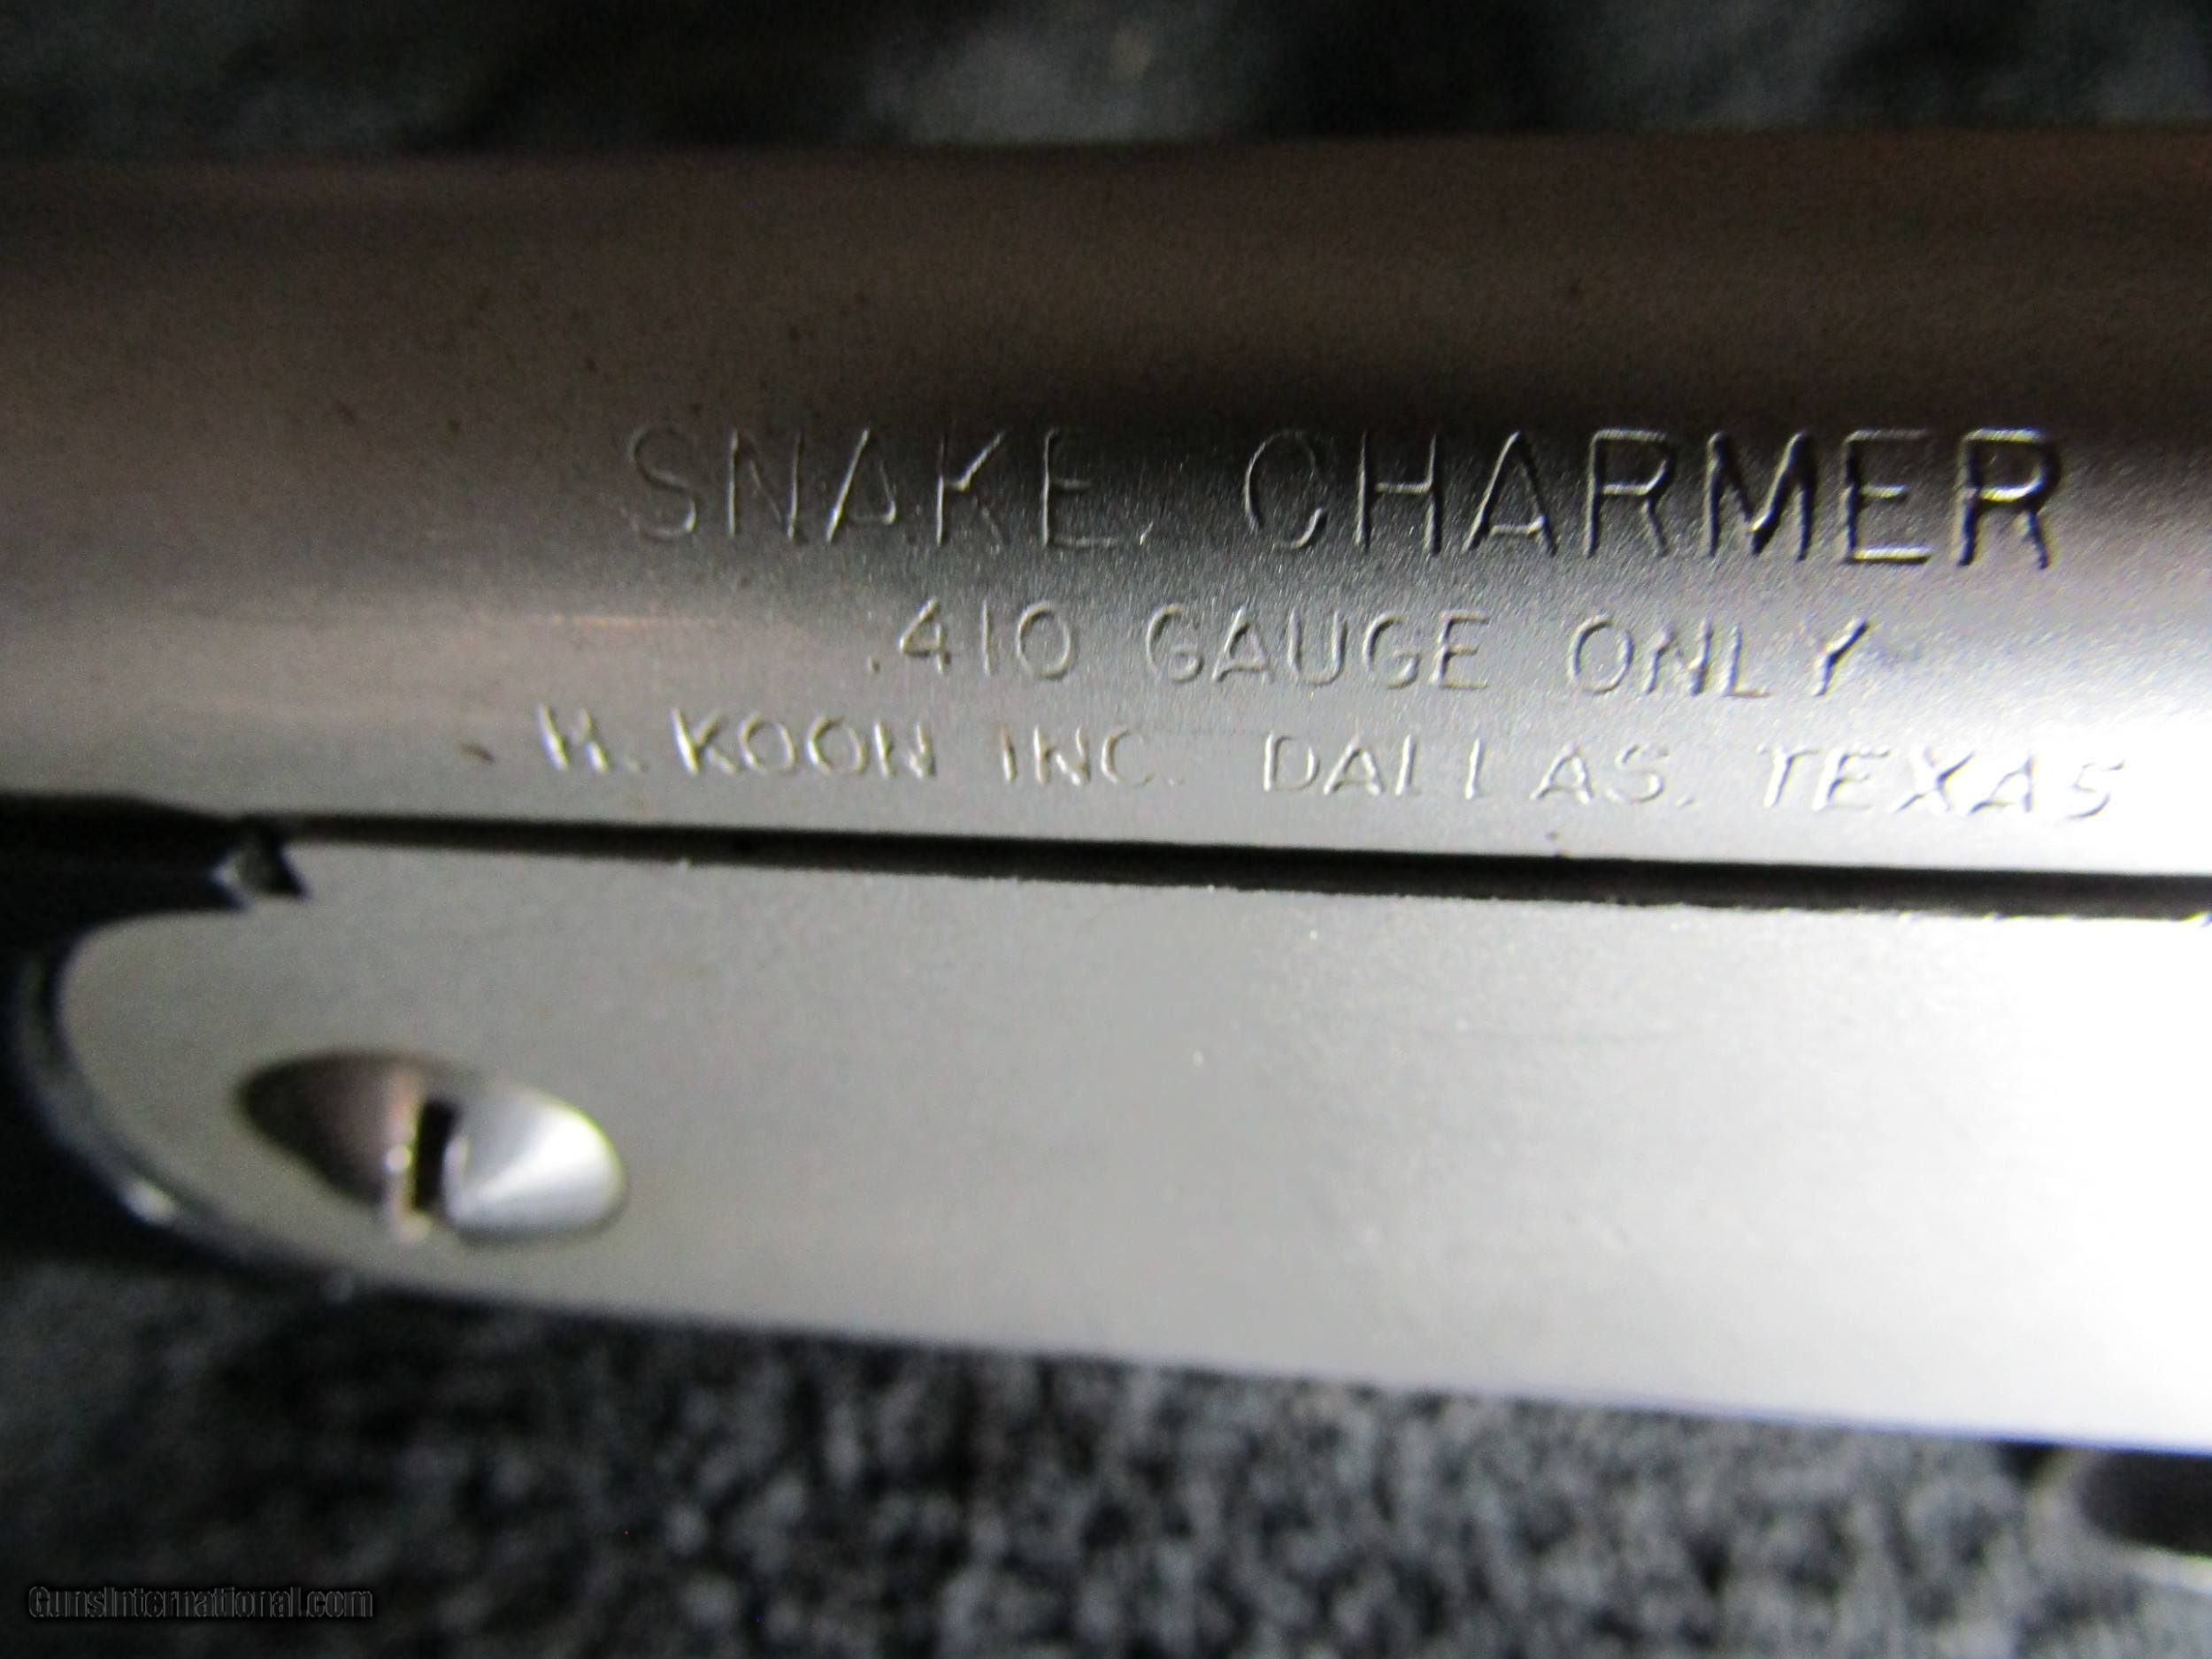 SNAKE CHARMER
.410 GAUGE ONLY
H. KOON INC. DALLAS, TEXAS
GunsInternational.com